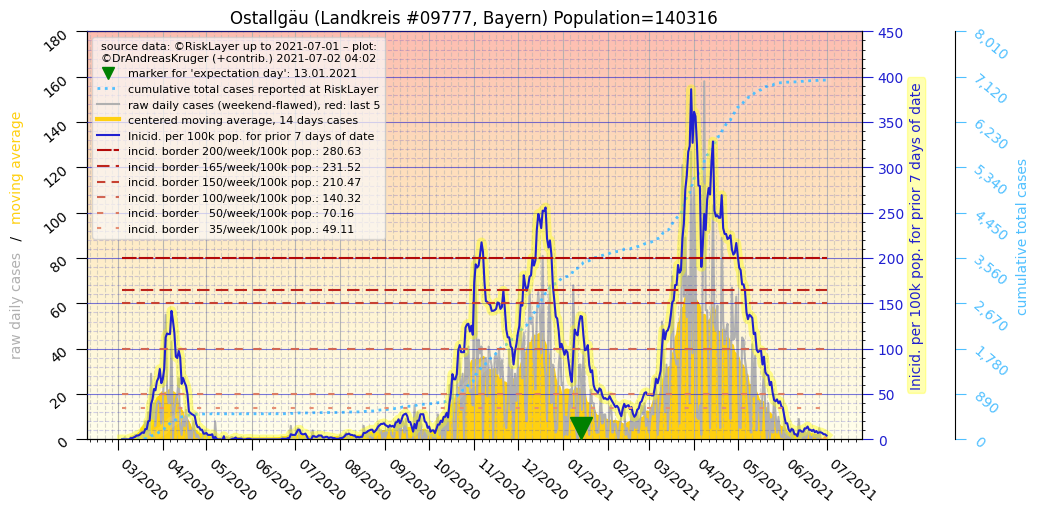 Ostallgäu (Landkreis #09777, Bayern) Population=140316
source data: ©RiskLayer up to 2021-07-01 – plot:
©DrAndreasKruger (+contrib.) 2021-07-02 04:02
marker for 'expectation day': 13.01.2021
cumulative total cases reported at RiskLayer
raw daily cases (weekend-flawed), red: last 5
centered moving average, 14 days cases
Inicid. per 100k pop. for prior 7 days of date
incid. border 200/week/100k pop.: 280.63
incid. border 165/week/100k pop.: 231.52
incid. border 150/week/100k pop.: 210.47
incid. border 100/week/100k pop.: 140.32
incid. border   50/week/100k pop.: 70.16
incid. border   35/week/100k pop.: 49.11
raw daily cases  /  moving average
180
160
140
120
100
80
60
40
20
0
450
400
350
300
250
200
150
100
50
0
Inicid. per 100k pop. for prior 7 days of date
8,010
7,120
6,230
5,340
4,450
3,560
2,670
1,780
890
0
cumulative total cases
03/2020
04/2020
05/2020
06/2020
07/2020
08/2020
09/2020
10/2020
11/2020
12/2020
01/2021
02/2021
03/2021
04/2021
05/2021
06/2021
07/2021